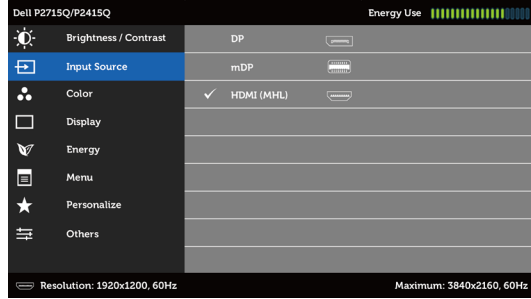 Dell P2715Q/P2415Q Energy Use
Brightness / Contrast DP
Input Source mDP
Color ✓ HDMI (MHL)
Display
Energy
Menu
Personalize
Others
Resolution: 1920x1200, 60Hz Maximum: 3840x2160, 60Hz